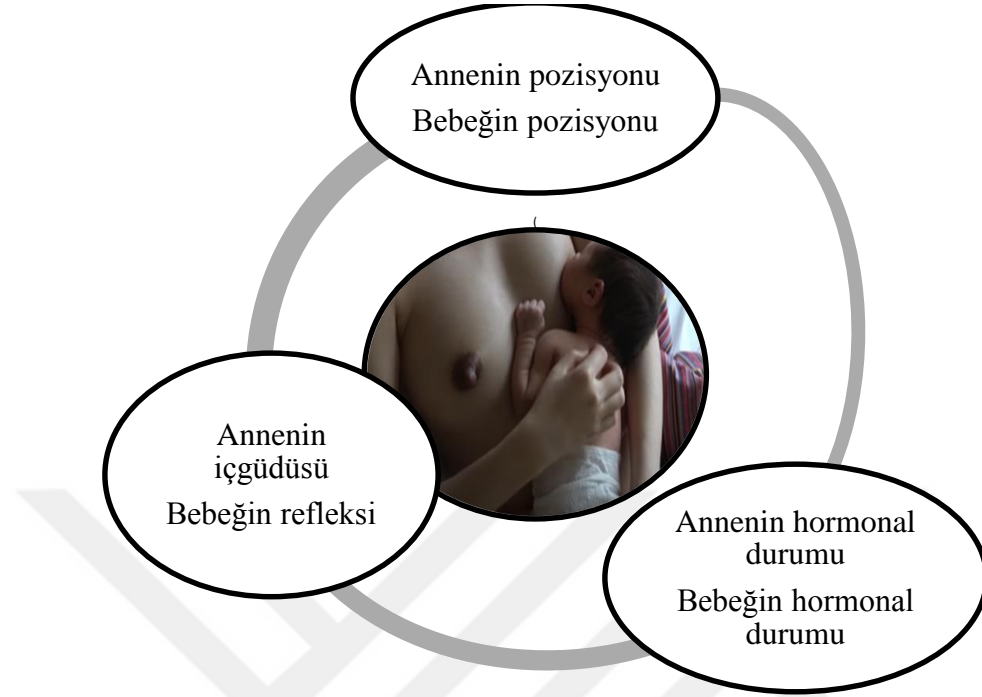 Annenin pozisyonu
Bebeğin pozisyonu
(
Annenin
içgüdüsü
Bebeğin refleksi
Annenin hormonal
durumu
Bebeğin hormonal
durumu